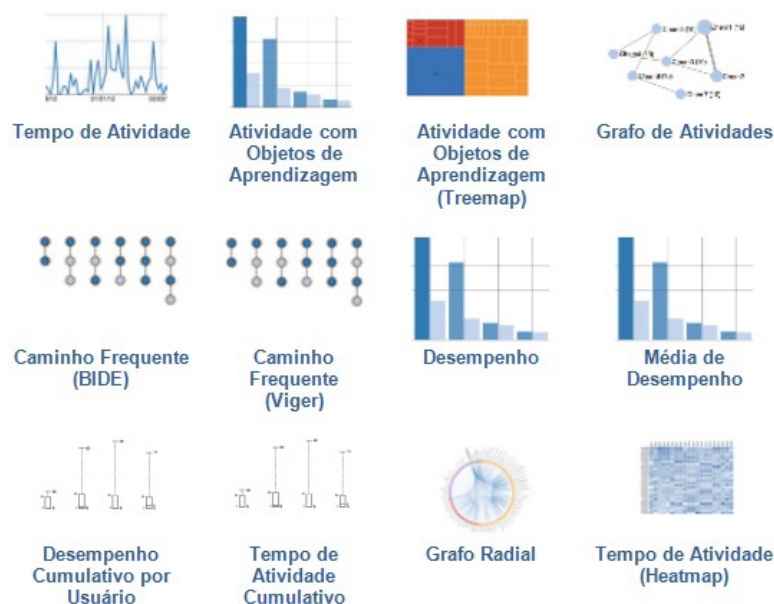 Tempo de Atividade
Atividade com
Objetos de
Aprendizagem
Atividade com
Objetos de
Aprendizagem
(Treemap)
Grafo de Atividades
Caminho Frequente
(BIDE)
Caminho
Frequente
(Viger)
Desempenho
Média de
Desempenho
Desempenho
Cumulativo por
Usuário
Tempo de
Atividade
Cumulativo
Grafo Radial
Tempo de Atividade
(Heatmap)